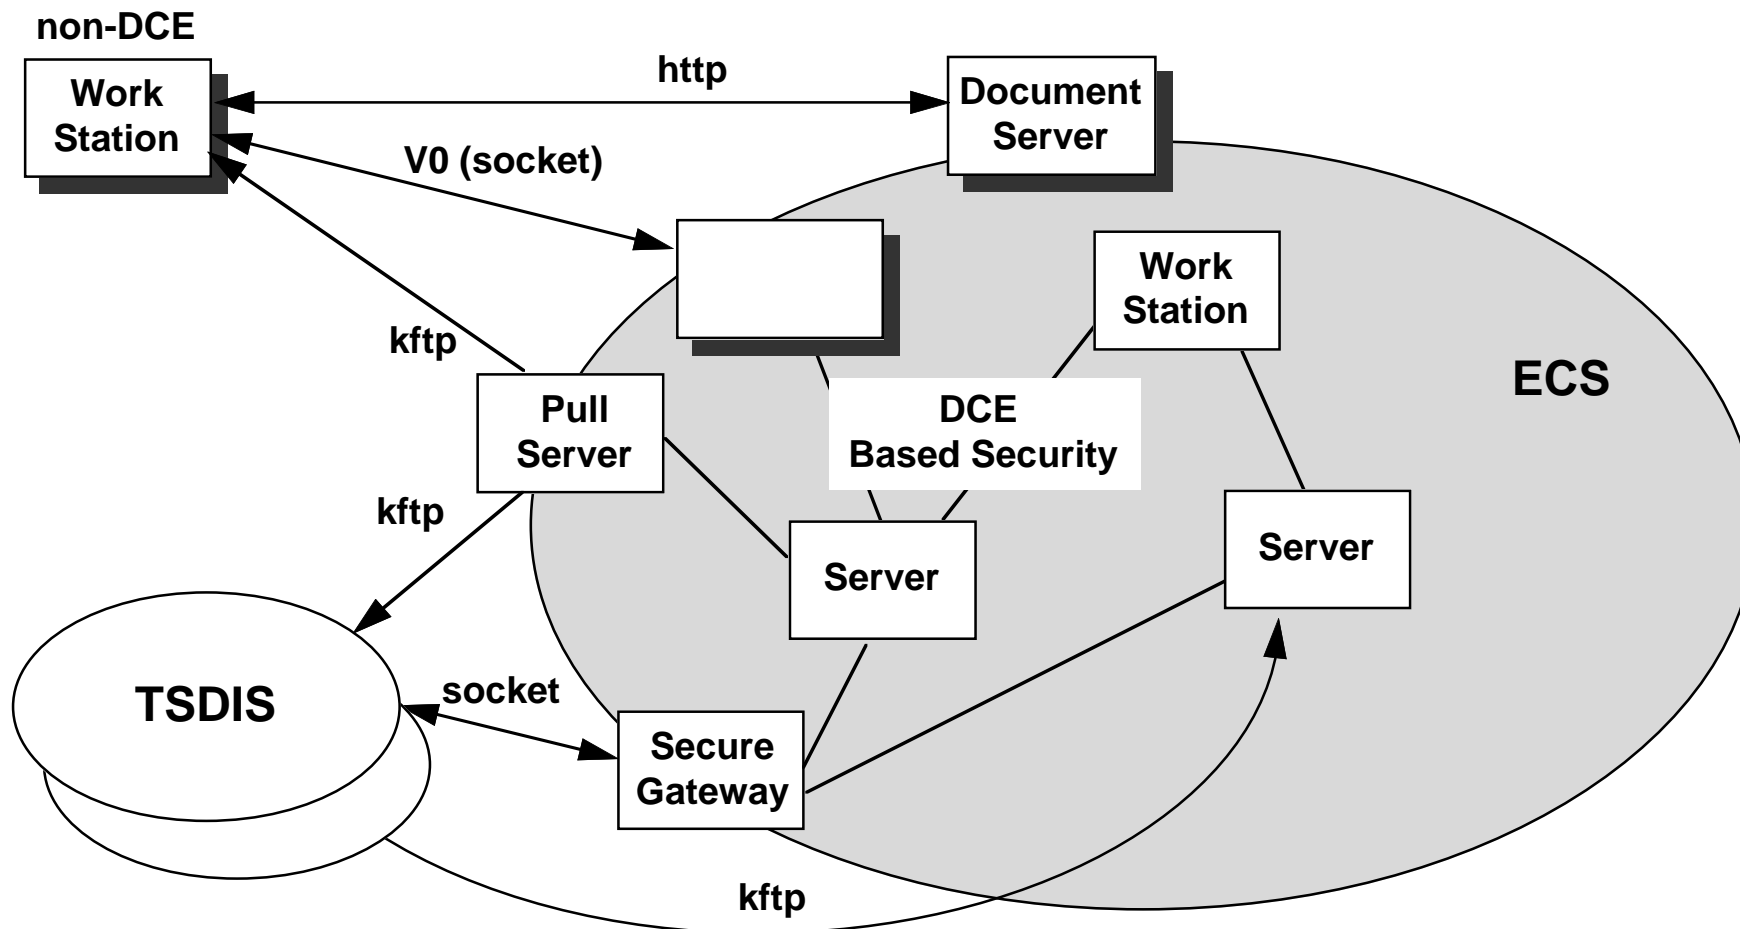 non-DCE
Work
Station
http
Document
Server
V0 (socket)
Work
Station
kftp
ECS
Pull
Server
DCE
Based Security
kftp
Server
Server
TSDIS
socket
Secure
Gateway
kftp